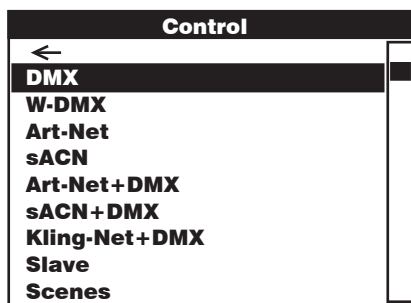 Control
←
DMX
W-DMX
Art-Net
sACN
Art-Net+DMX
sACN+DMX
Kling-Net+DMX
Slave
Scenes